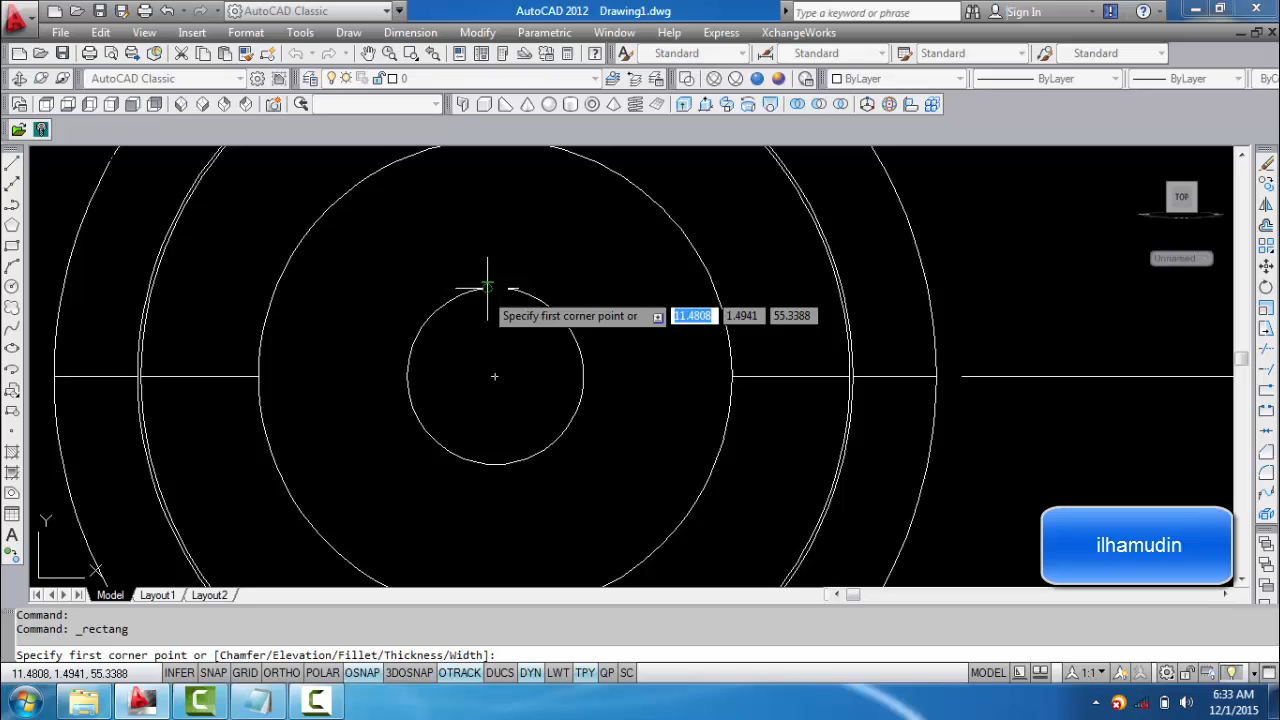 AutoCAD Classic
AutoCAD 2012 Drawing1.dwg
Type a keyword or phrase
Sign In
File Edit View Insert Format Tools Draw Dimension Modify Parametric Window Help Express XchangeWorks
Standard Standard Standard Standard
AutoCAD Classic 0 ByLayer ByLayer ByLayer
TOP
Unnamed
Specify first corner point or 11.4808 1.4941 55.3388
Y
X
ilhamudin
Model Layout1 Layout2
Command:
Command: _rectang
Specify first corner point or [Chamfer/Elevation/Fillet/Thickness/Width]:
11.4808, 1.4941, 55.3388 INFER SNAP GRID ORTHO POLAR OSNAP 3DOSNAP OTRACK DUCS DYN LWT TPY QP SC MODEL 1:1
6:33 AM
12/1/2015